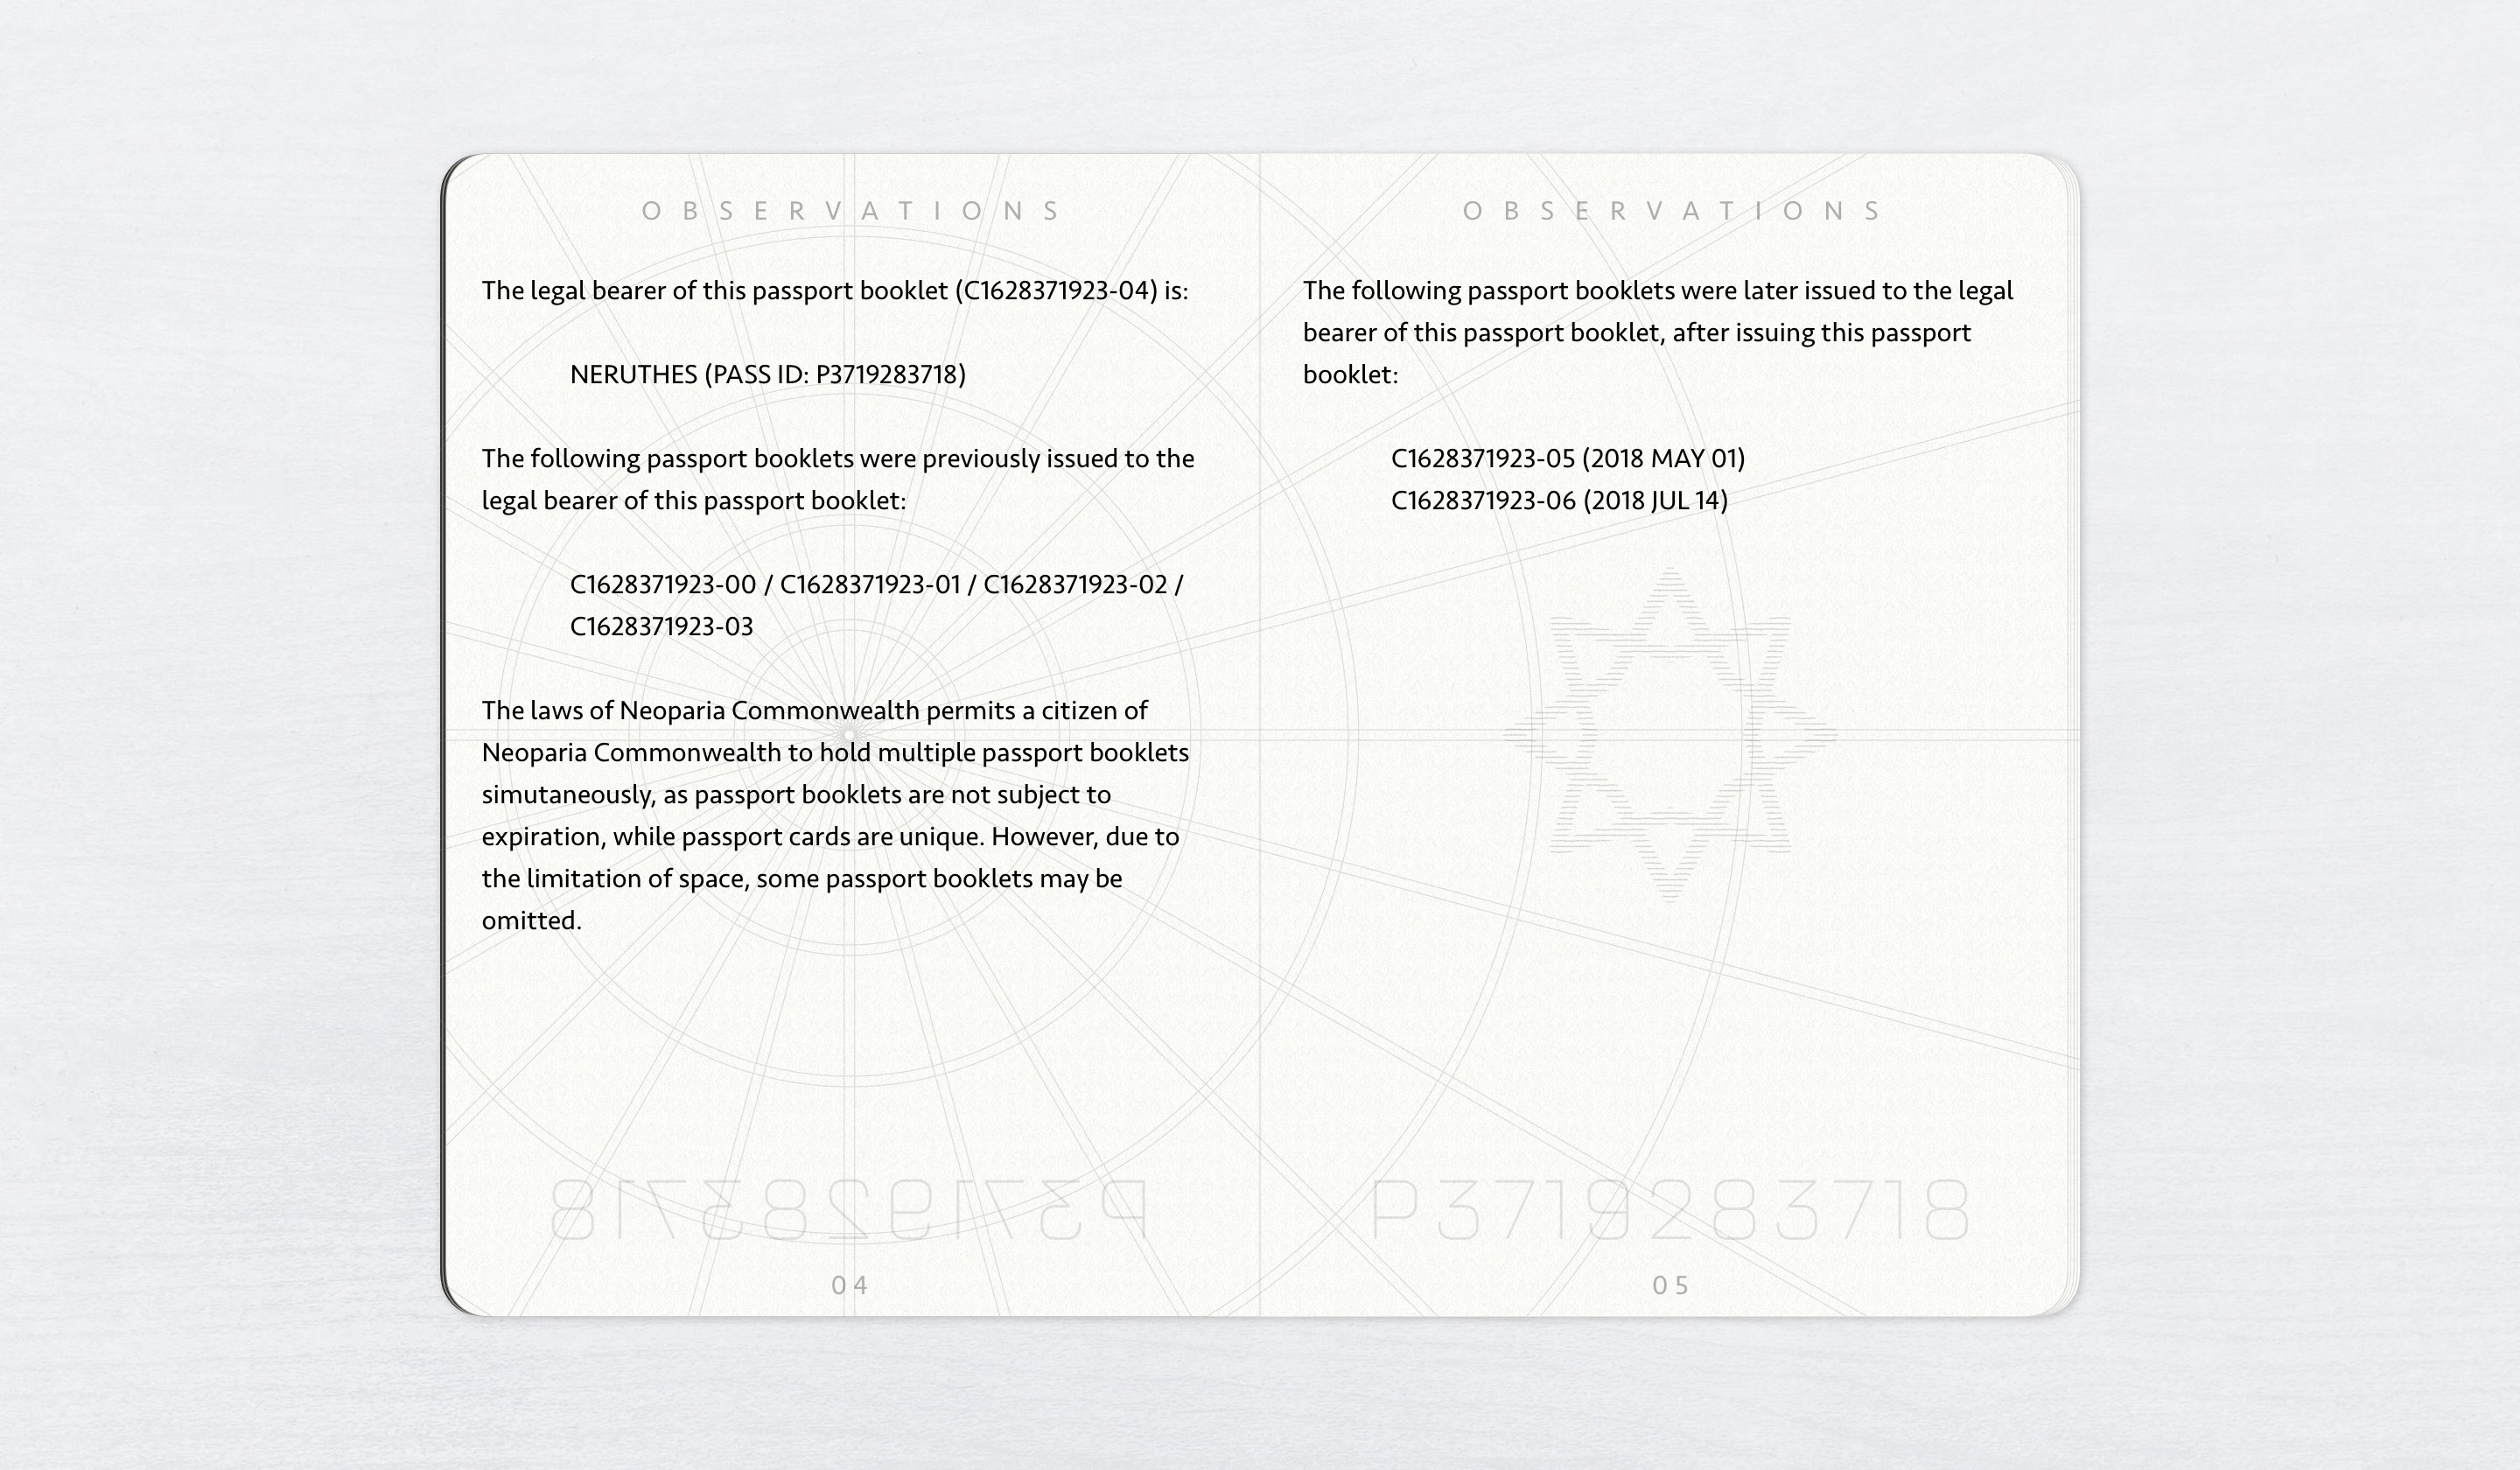 OBSERVATIONS
The legal bearer of this passport booklet (C1628371923-04) is:
NERUTHES (PASS ID: P3719283718)
The following passport booklets were previously issued to the
legal bearer of this passport booklet:
C1628371923-00 / C1628371923-01 / C1628371923-02 /
C1628371923-03
The laws of Neoparia Commonwealth permits a citizen of
Neoparia Commonwealth to hold multiple passport booklets
simutaneously, as passport booklets are not subject to
expiration, while passport cards are unique. However, due to
the limitation of space, some passport booklets may be
omitted.
P3719283718
04
OBSERVATIONS
The following passport booklets were later issued to the legal
bearer of this passport booklet, after issuing this passport
booklet:
C1628371923-05 (2018 MAY 01)
C1628371923-06 (2018 JUL 14)
P3719283718
05